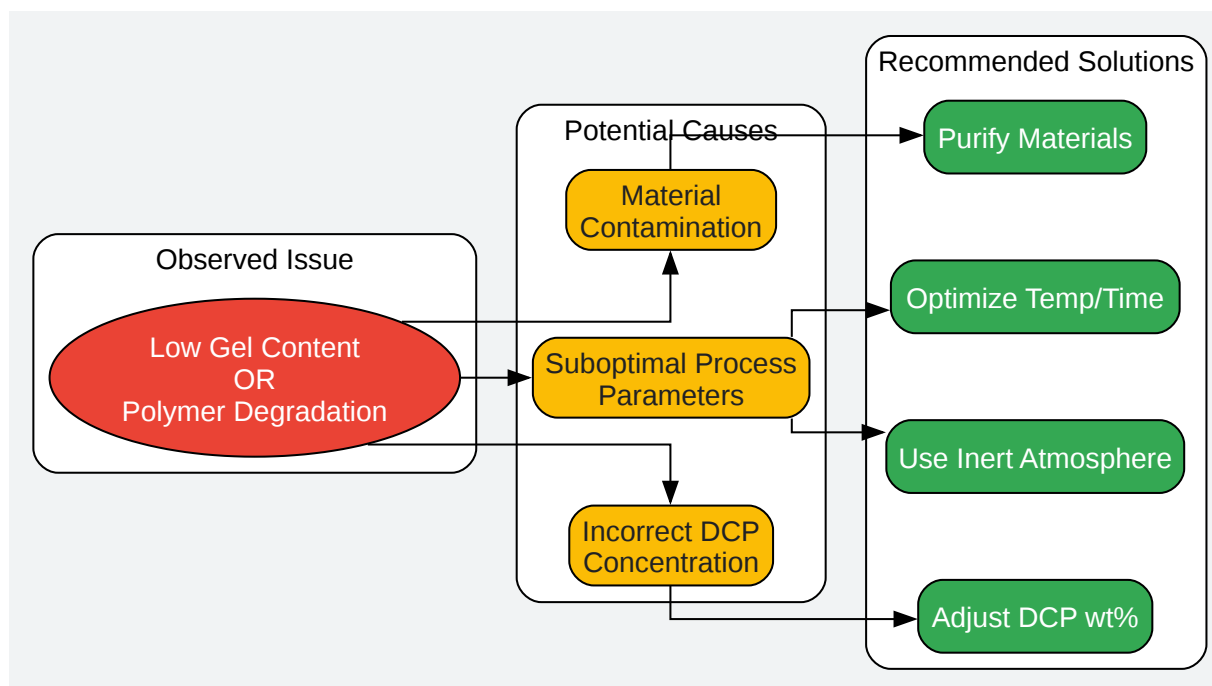 Observed Issue
Low Gel Content
OR
Polymer Degradation
Potential Causes
Material
Contamination
Suboptimal Process
Parameters
Incorrect DCP
Concentration
Recommended Solutions
Purify Materials
Optimize Temp/Time
Use Inert Atmosphere
Adjust DCP wt%